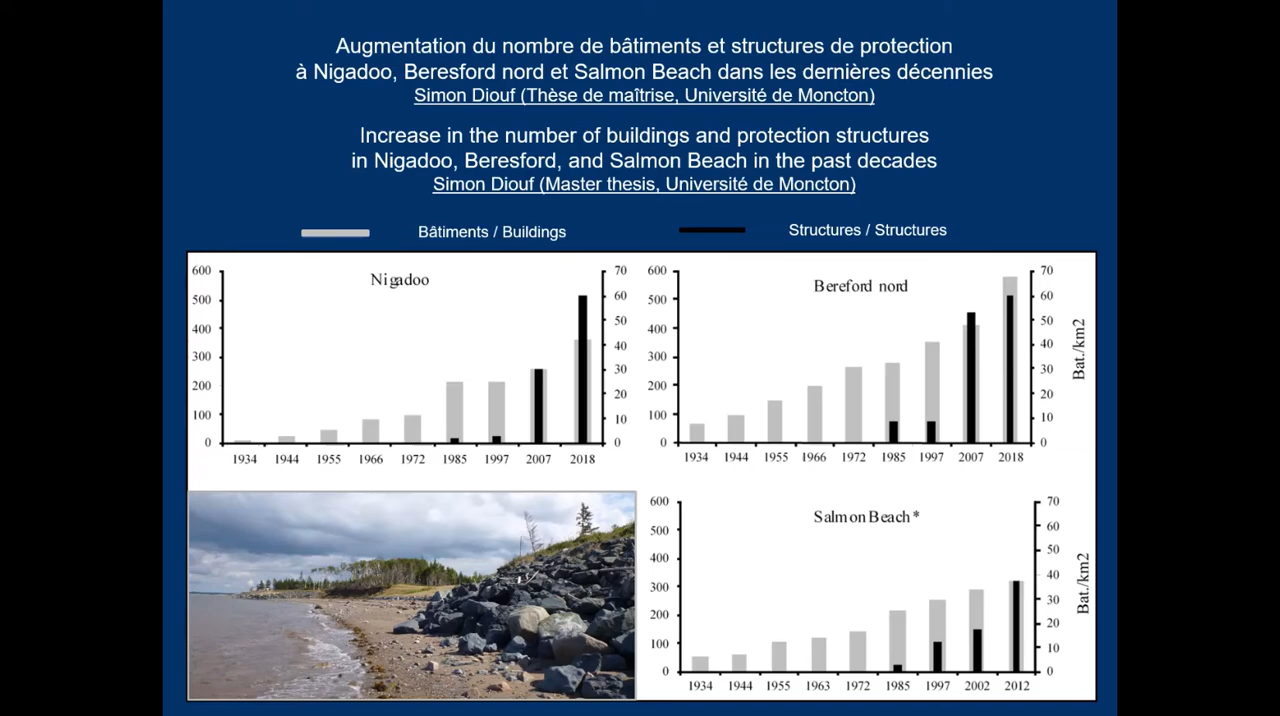 Augmentation du nombre de bâtiments et structures de protection
à Nigadoo, Beresford nord et Salmon Beach dans les dernières décennies
Simon Diouf (Thèse de maîtrise, Université de Moncton)
Increase in the number of buildings and protection structures
in Nigadoo, Beresford, and Salmon Beach in the past decades
Simon Diouf (Master thesis, Université de Moncton)
Bâtiments / Buildings
Structures / Structures
Nigadoo
600
500
400
300
200
100
0
70
60
50
40
30
20
10
0
1934 1944 1955 1966 1972 1985 1997 2007 2018
Bereford nord
600
500
400
300
200
100
0
70
60
50
40
30
20
10
0
Bat./km2
1934 1944 1955 1966 1972 1985 1997 2007 2018
Salmon Beach*
600
500
400
300
200
100
0
70
60
50
40
30
20
10
0
Bat./km2
1934 1944 1955 1963 1972 1985 1997 2002 2012